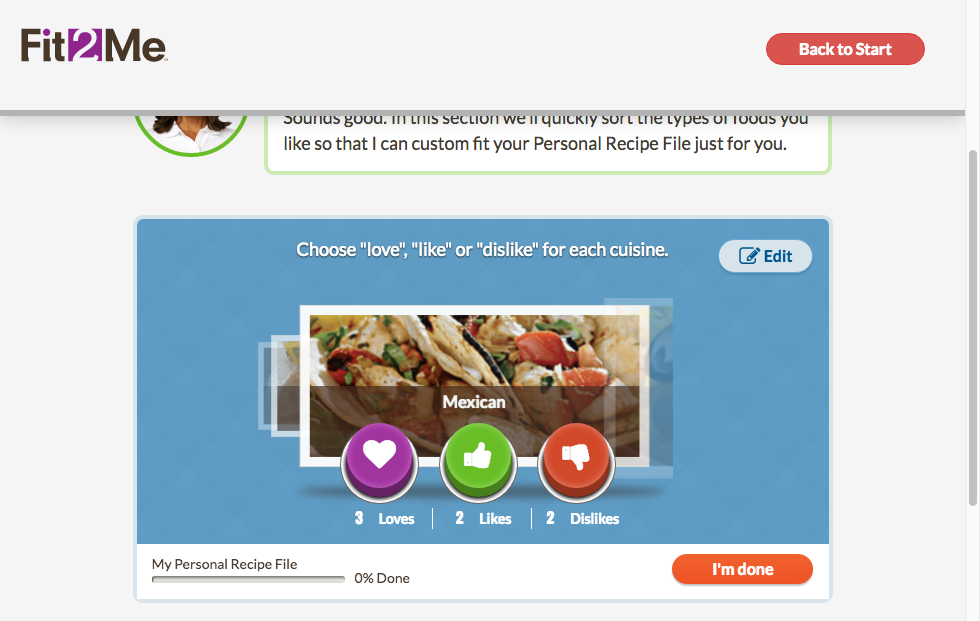 Fit2Me
Back to Start
Sounds good. In this section we'll quickly sort the types of foods you
like so that I can custom fit your Personal Recipe File just for you.
Choose "love", "like" or "dislike" for each cuisine.
Edit
Mexican
3 Loves | 2 Likes | 2 Dislikes
My Personal Recipe File
0% Done
I'm done